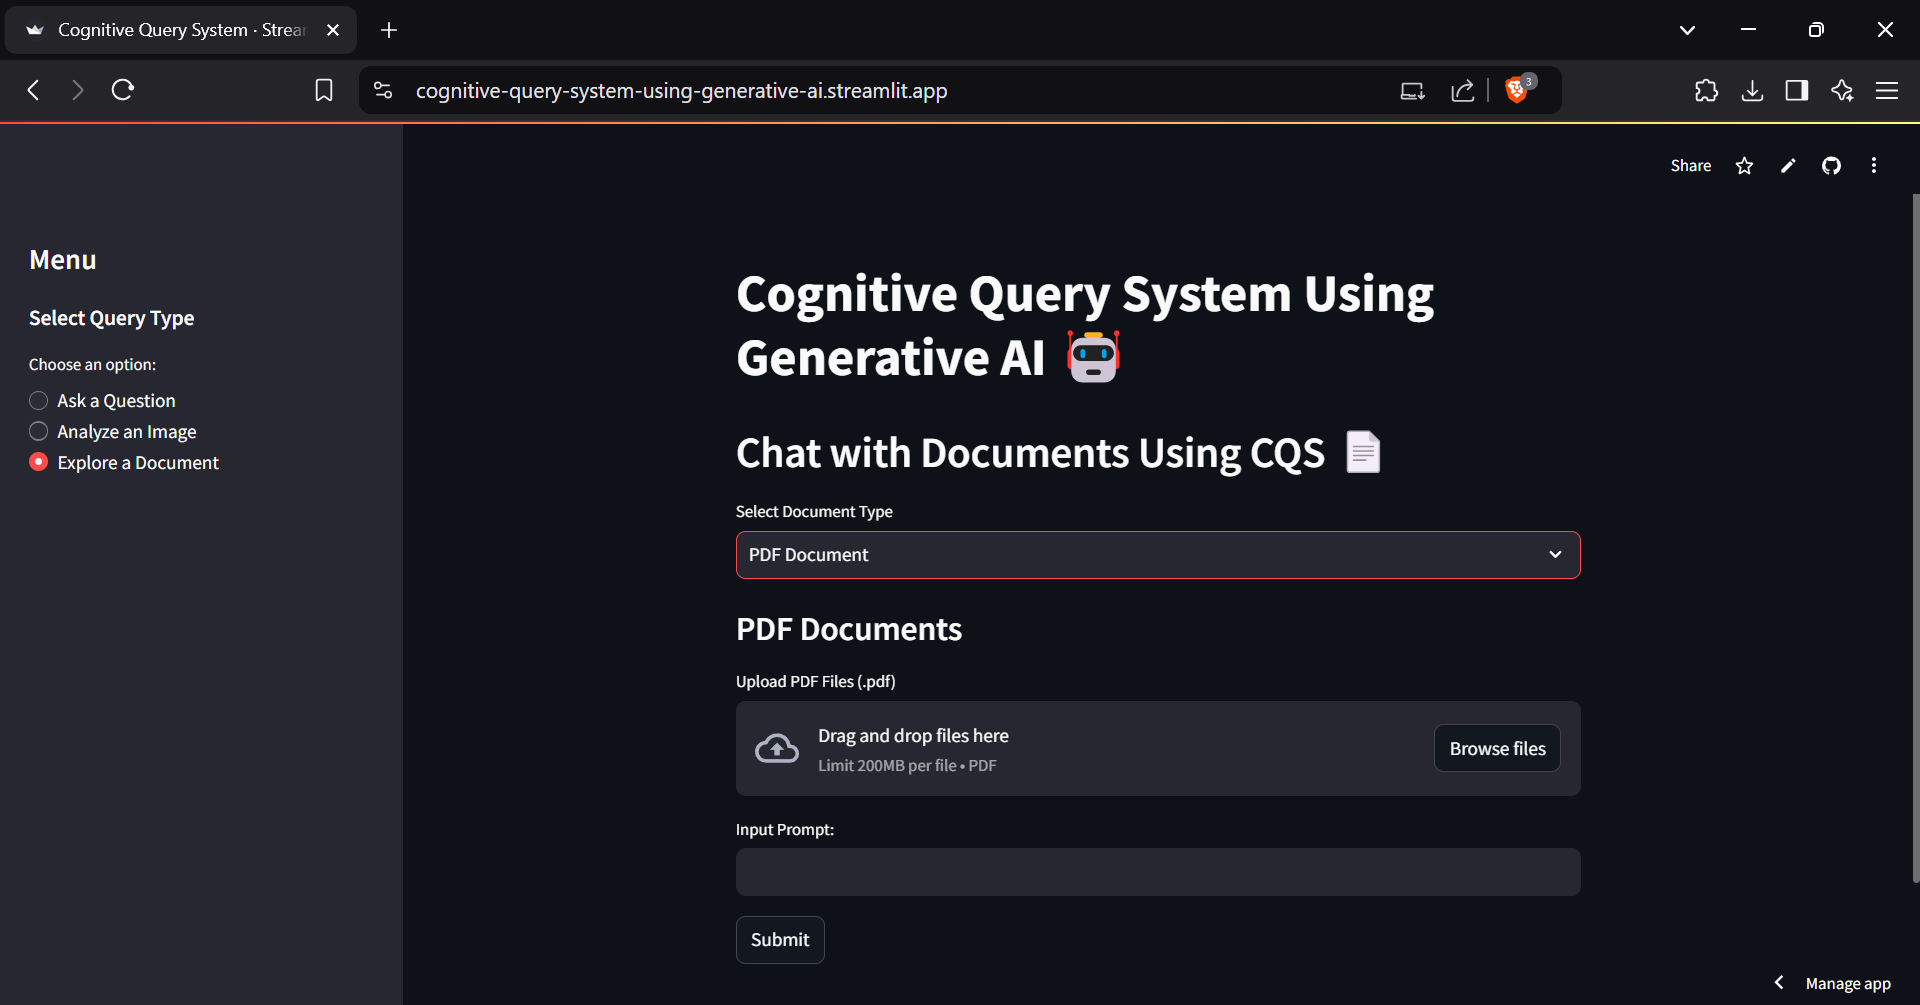 Cognitive Query System · Strea
cognitive-query-system-using-generative-ai.streamlit.app
3
Share
Menu
Select Query Type
Choose an option:
Ask a Question
Analyze an Image
Explore a Document
Cognitive Query System Using
Generative AI
Chat with Documents Using CQS
Select Document Type
PDF Document
PDF Documents
Upload PDF Files (.pdf)
Drag and drop files here
Limit 200MB per file • PDF
Browse files
Input Prompt:
Submit
Manage app